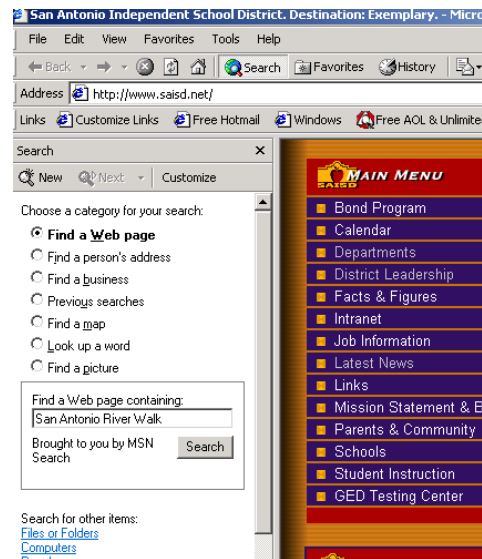 San Antonio Independent School District. Destination: Exemplary. - Micro
File Edit View Favorites Tools Help
Back Search Favorites History
Address http://www.saisd.net/
Links Customize Links Free Hotmail Windows Free AOL & Unlimite
Search
New Next Customize
Choose a category for your search:
Find a Web page
Find a person's address
Find a business
Previous searches
Find a map
Look up a word
Find a picture
Find a Web page containing:
San Antonio River Walk
Brought to you by MSN
Search
Search
Search for other items:
Files or Folders
Computers
SAISD
MAIN MENU
Bond Program
Calendar
Departments
District Leadership
Facts & Figures
Intranet
Job Information
Latest News
Links
Mission Statement & B
Parents & Community
Schools
Student Instruction
GED Testing Center